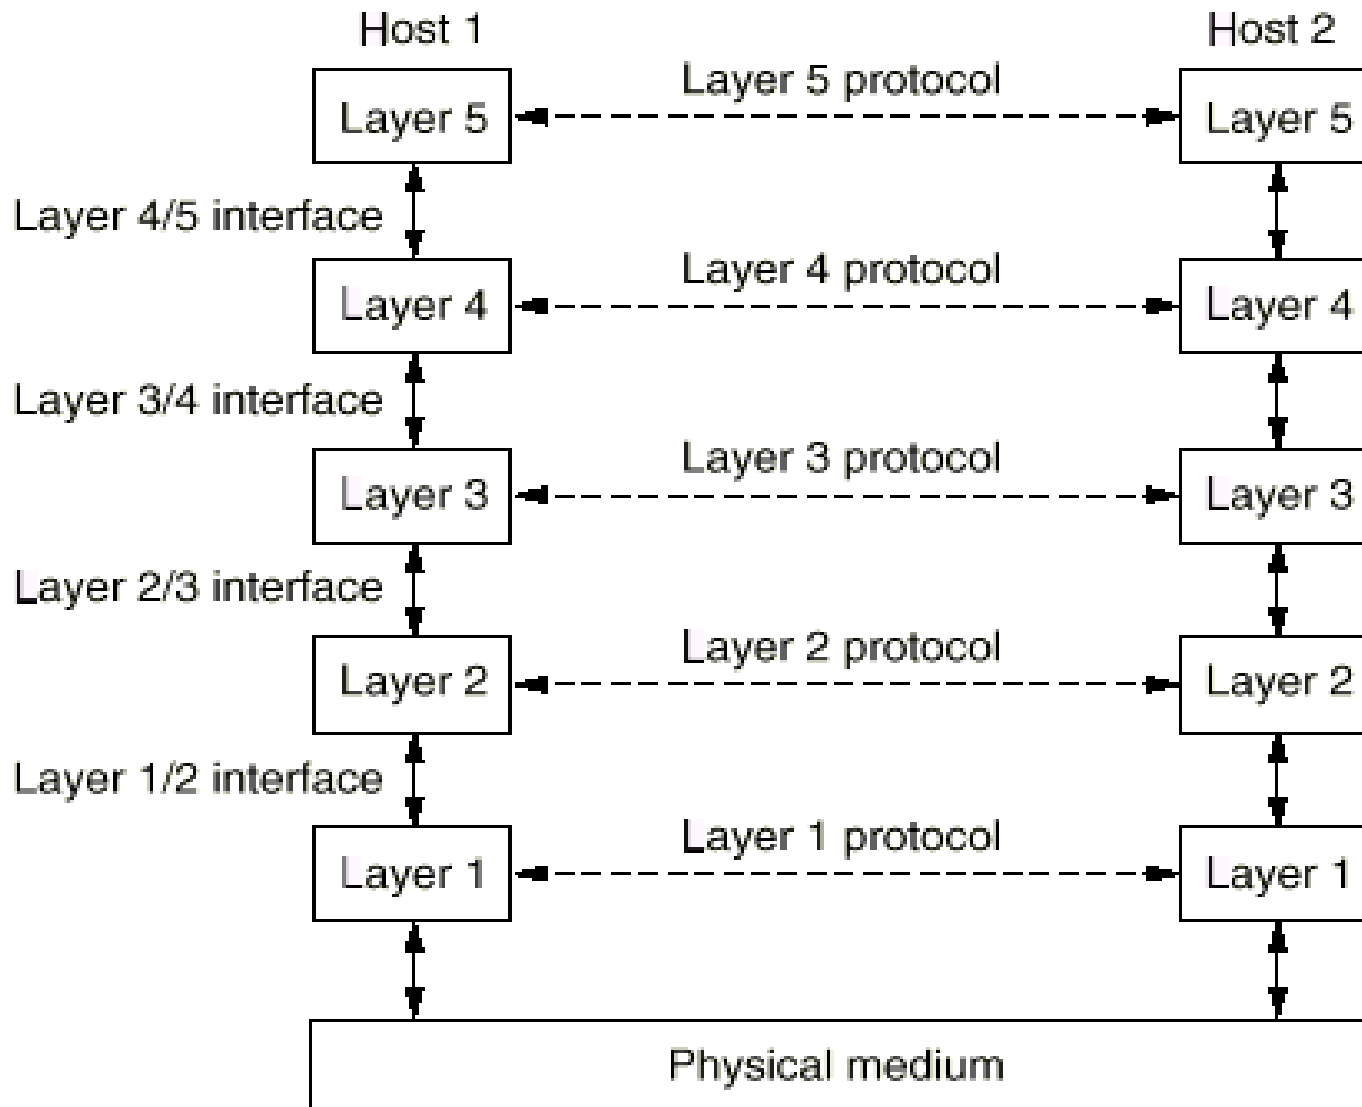 Host 1
Host 2
Layer 5 protocol
Layer 5
Layer 5
Layer 4/5 interface
Layer 4 protocol
Layer 4
Layer 4
Layer 3/4 interface
Layer 3 protocol
Layer 3
Layer 3
Layer 2/3 interface
Layer 2 protocol
Layer 2
Layer 2
Layer 1/2 interface
Layer 1 protocol
Layer 1
Layer 1
Physical medium